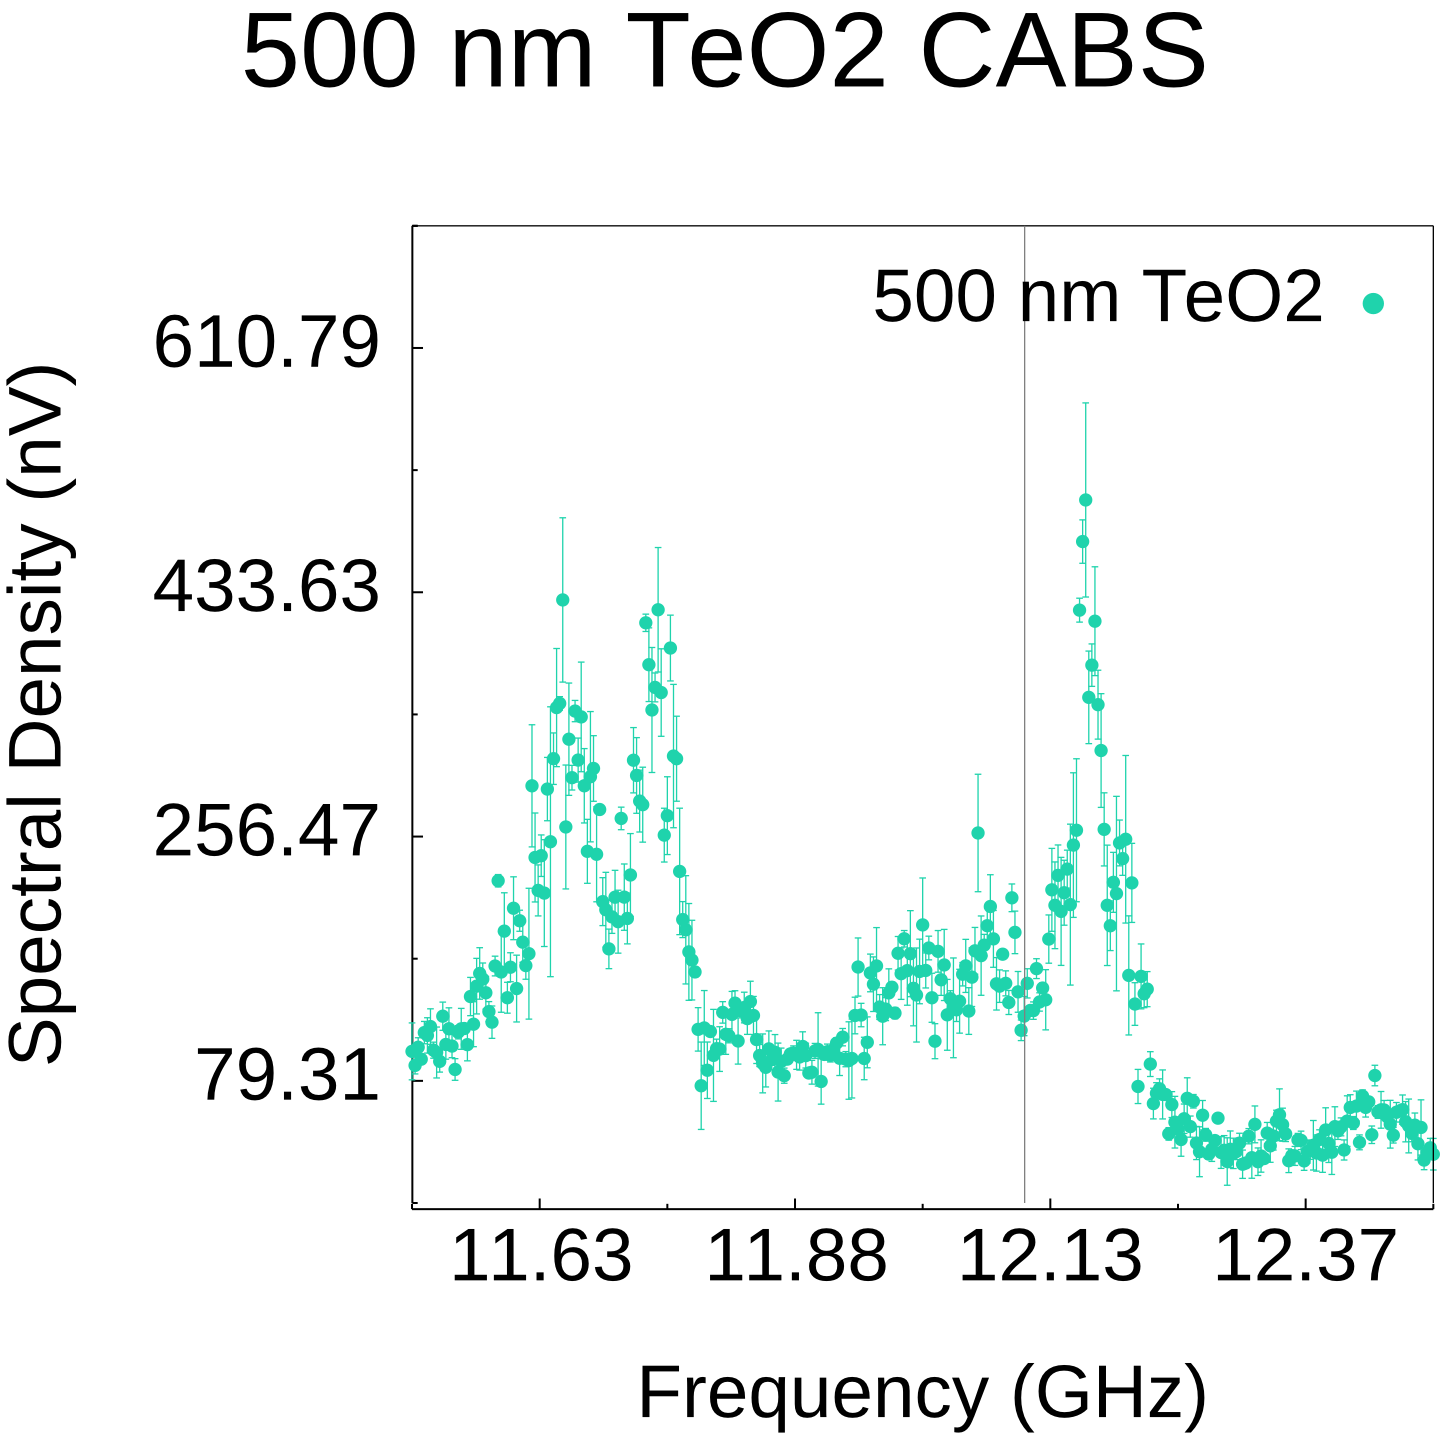 500 nm TeO2 CABS
500 nm TeO2
610.79
433.63
256.47
79.31
Spectral Density (nV)
11.63 11.88 12.13 12.37
Frequency (GHz)